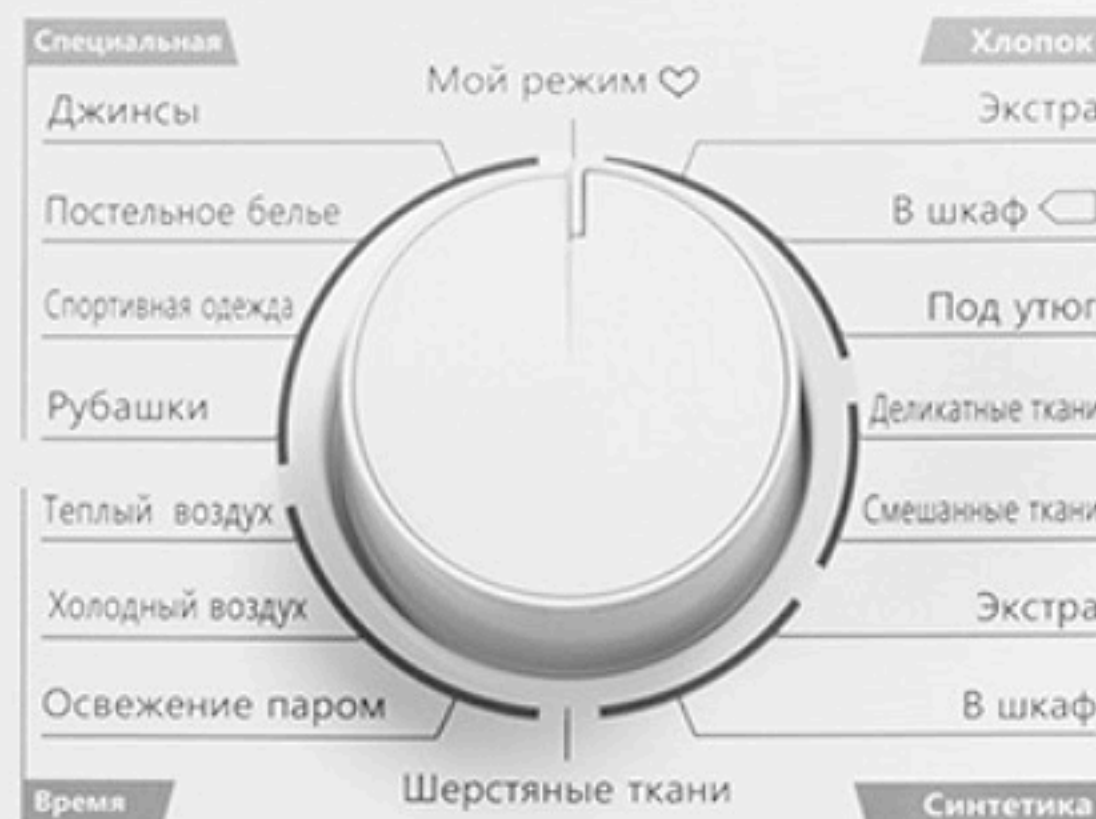 Специальная
Хлопок
Мой режим
Джинсы
Экстра
Постельное белье
В шкаф
Спортивная одежда
Под утюг
Рубашки
Деликатные ткани
Теплый воздух
Смешанные ткани
Холодный воздух
Экстра
Освежение паром
В шкаф
Шерстяные ткани
Время
Синтетика